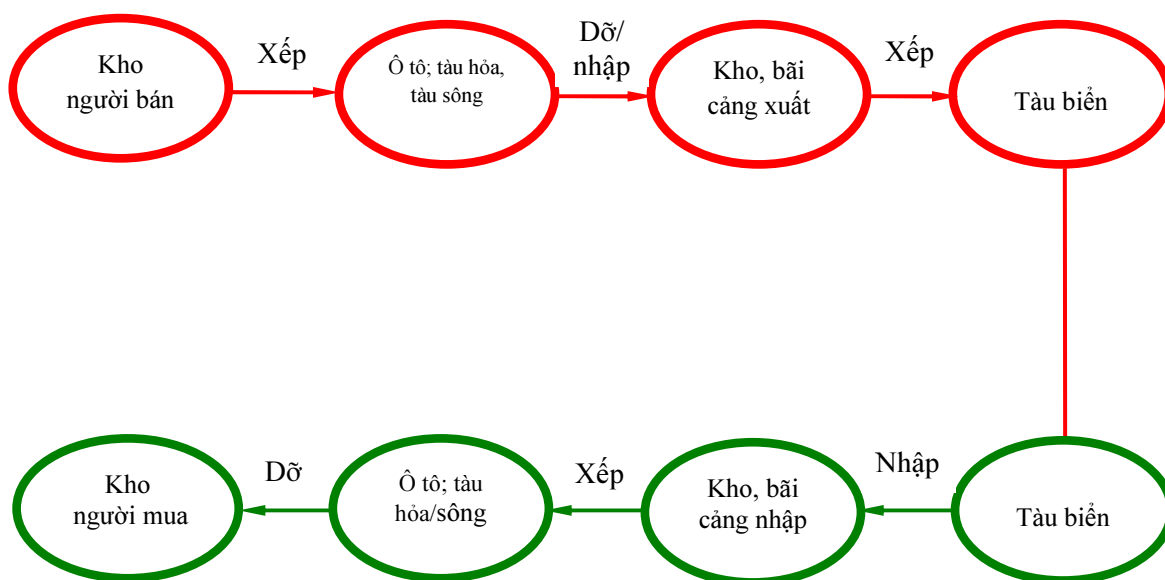 Kho
người bán
Xếp
Ô tô; tàu hỏa,
tàu sông
Dỡ/
nhập
Kho, bãi
cảng xuất
Xếp
Tàu biển
Kho
người mua
Dỡ
Ô tô; tàu
hỏa/sông
Xếp
Kho, bãi
cảng nhập
Nhập
Tàu biển